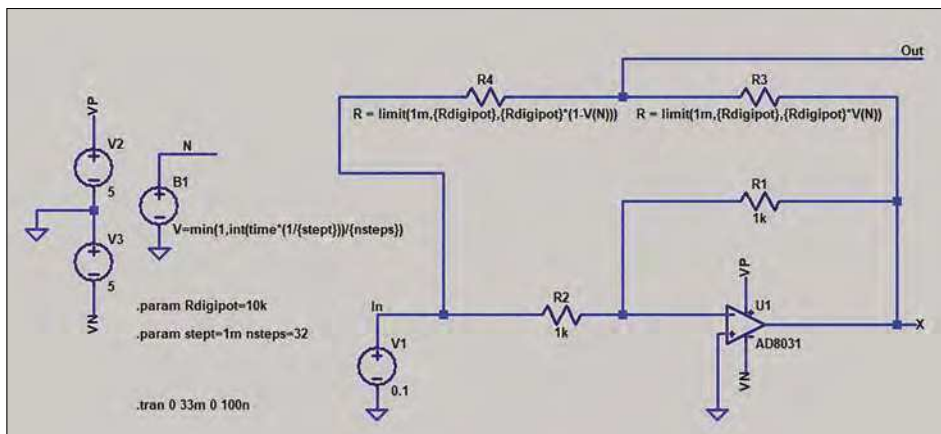 Out
R4
R3
R = limit(1m,{Rdigipot},{Rdigipot}*(1-V(N)))
R = limit(1m,{Rdigipot},{Rdigipot}*V(N))
VP
V2
5
N
B1
V=min(1,int(time*(1/{stept}))/{nsteps})
R1
1k
V3
5
VN
.param Rdigipot=10k
.param stept=1m nsteps=32
.tran 0 33m 0 100n
In
V1
0.1
R2
1k
VP
U1
AD8031
VN
X